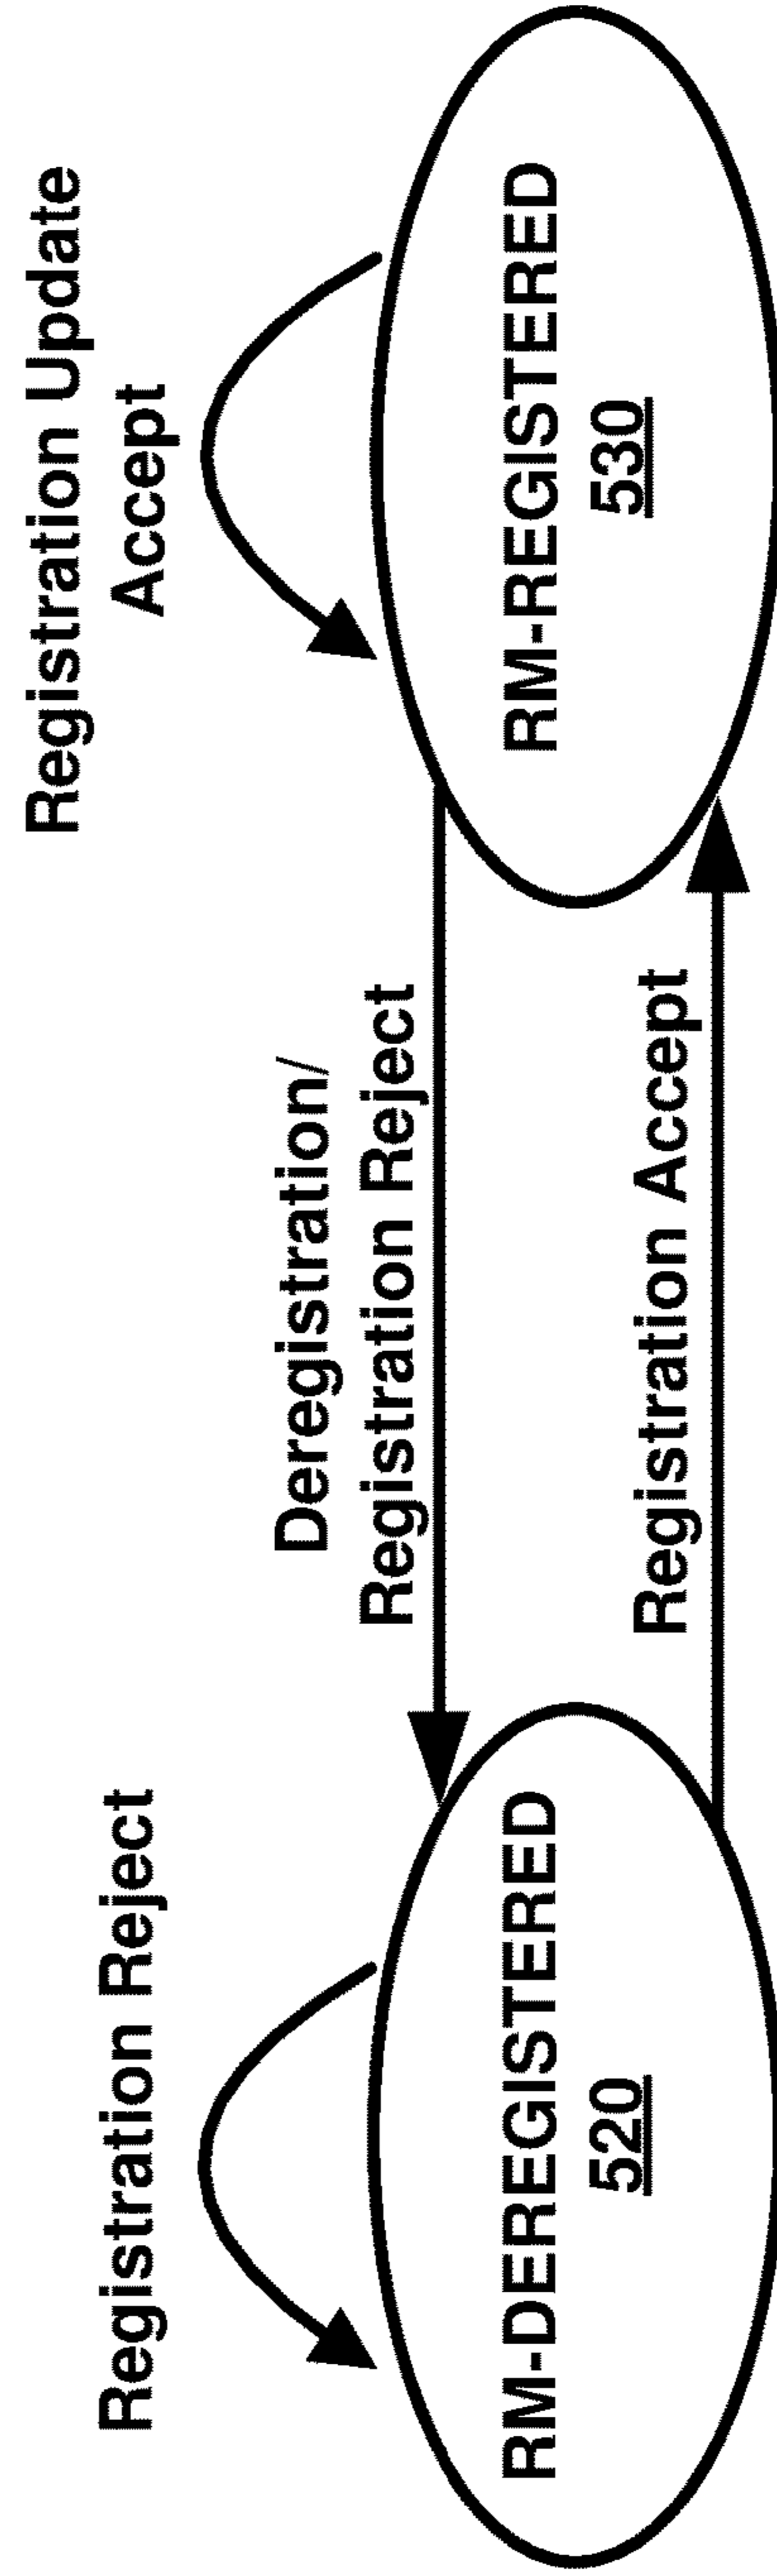 Registration Reject
Registration Update
Accept
Deregistration/
Registration Reject
RM-DEREGISTERED
520
RM-REGISTERED
530
Registration Accept